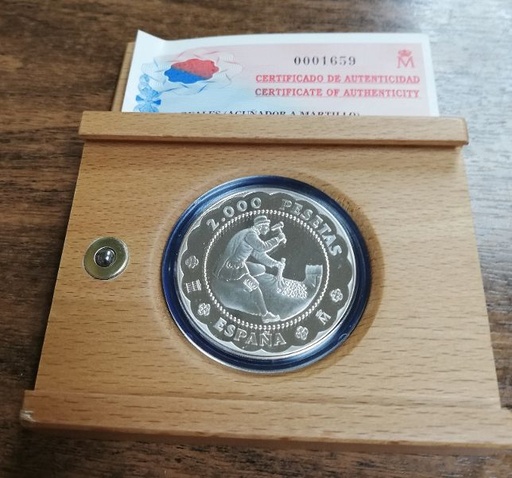 0001659
M
CERTIFICADO DE AUTENTICIDAD
CERTIFICATE OF AUTHENTICITY
REALES (ACUÑADOR A MARTILLO)
2.000 PESETAS
M
ESPAÑA